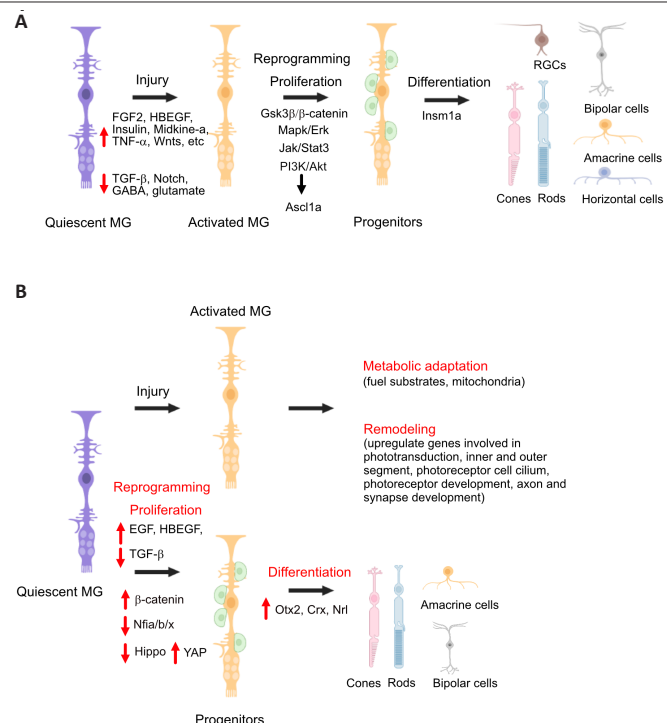 A
Injury
FGF2, HBEGF,
Insulin, Midkine-a,
TNF-α, Wnts, etc
TGF-β, Notch,
GABA, glutamate
Quiescent MG
Activated MG
Reprogramming
Proliferation
Gsk3β/β-catenin
Mapk/Erk
Jak/Stat3
PI3K/Akt
Ascl1a
Progenitors
Differentiation
Insm1a
RGCs
Bipolar cells
Amacrine cells
Cones Rods
Horizontal cells
B
Activated MG
Injury
Metabolic adaptation
(fuel substrates, mitochondria)
Remodeling
(upregulate genes involved in
phototransduction, inner and outer
segment, photoreceptor cell cilium,
photoreceptor development, axon and
synapse development)
Reprogramming
Proliferation
EGF, HBEGF,
TGF-β
Quiescent MG
β-catenin
Nfia/b/x
Hippo YAP
Progenitors
Differentiation
Otx2, Crx, Nrl
Amacrine cells
Cones Rods
Bipolar cells